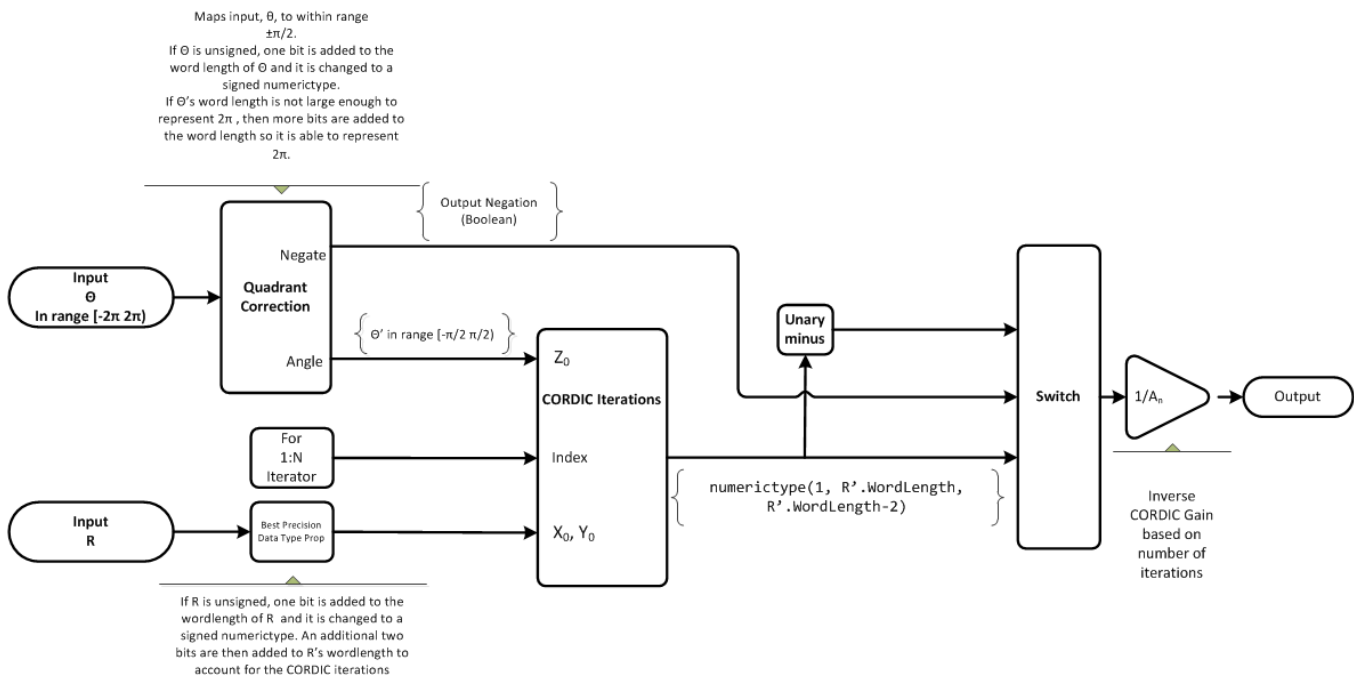 Maps input, θ, to within range
±π/2.
If Θ is unsigned, one bit is added to the
word length of Θ and it is changed to a
signed numerictype.
If Θ's word length is not large enough to
represent 2π , then more bits are added to
the word length so it is able to represent
2π.
Output Negation
(Boolean)
Negate
Quadrant
Correction
Angle
Input
Θ
In range [-2π 2π)
Θ' in range [-π/2 π/2)
Z₀
CORDIC Iterations
Index
X₀, Y₀
For
1:N
Iterator
Input
R
Best Precision
Data Type Prop
If R is unsigned, one bit is added to the
wordlength of R and it is changed to a
signed numerictype. An additional two
bits are then added to R's wordlength to
account for the CORDIC iterations
Unary
minus
numerictype(1, R’.WordLength,
R’.WordLength-2)
Switch
1/Aₙ
Output
Inverse
CORDIC Gain
based on
number of
iterations